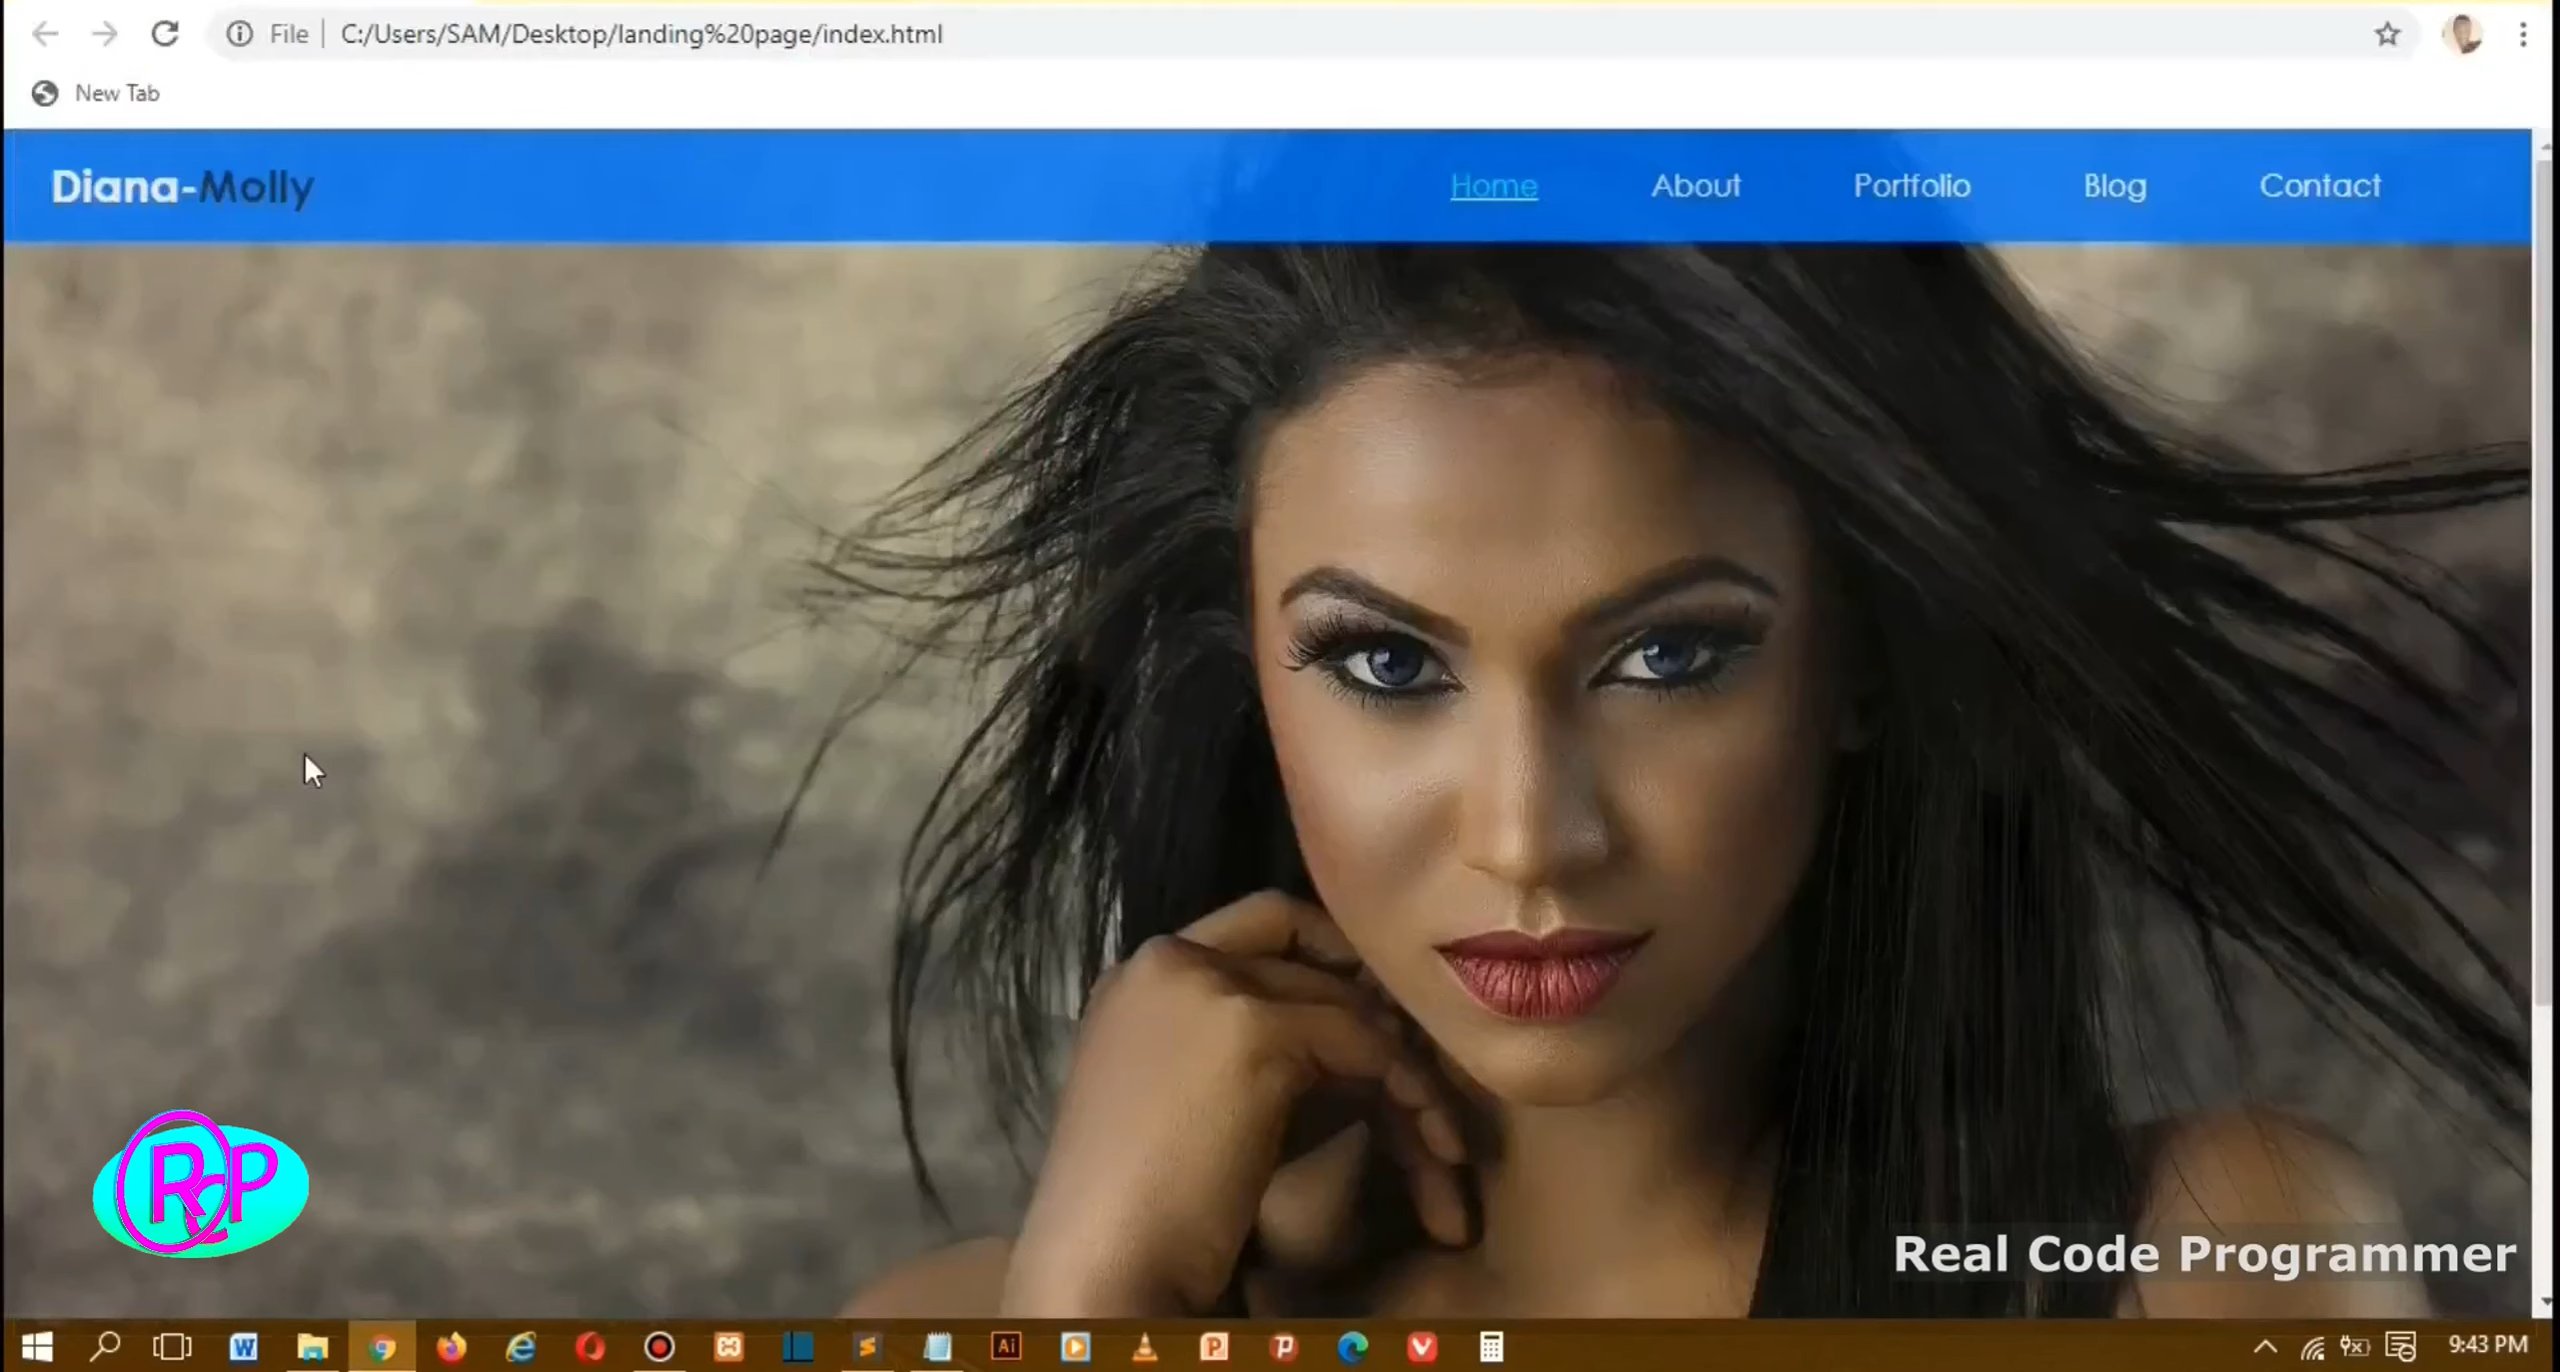 File | C:/Users/SAM/Desktop/landing%20page/index.html
New Tab
Diana-Molly
Home About Portfolio Blog Contact
RCP
Real Code Programmer
9:43 PM